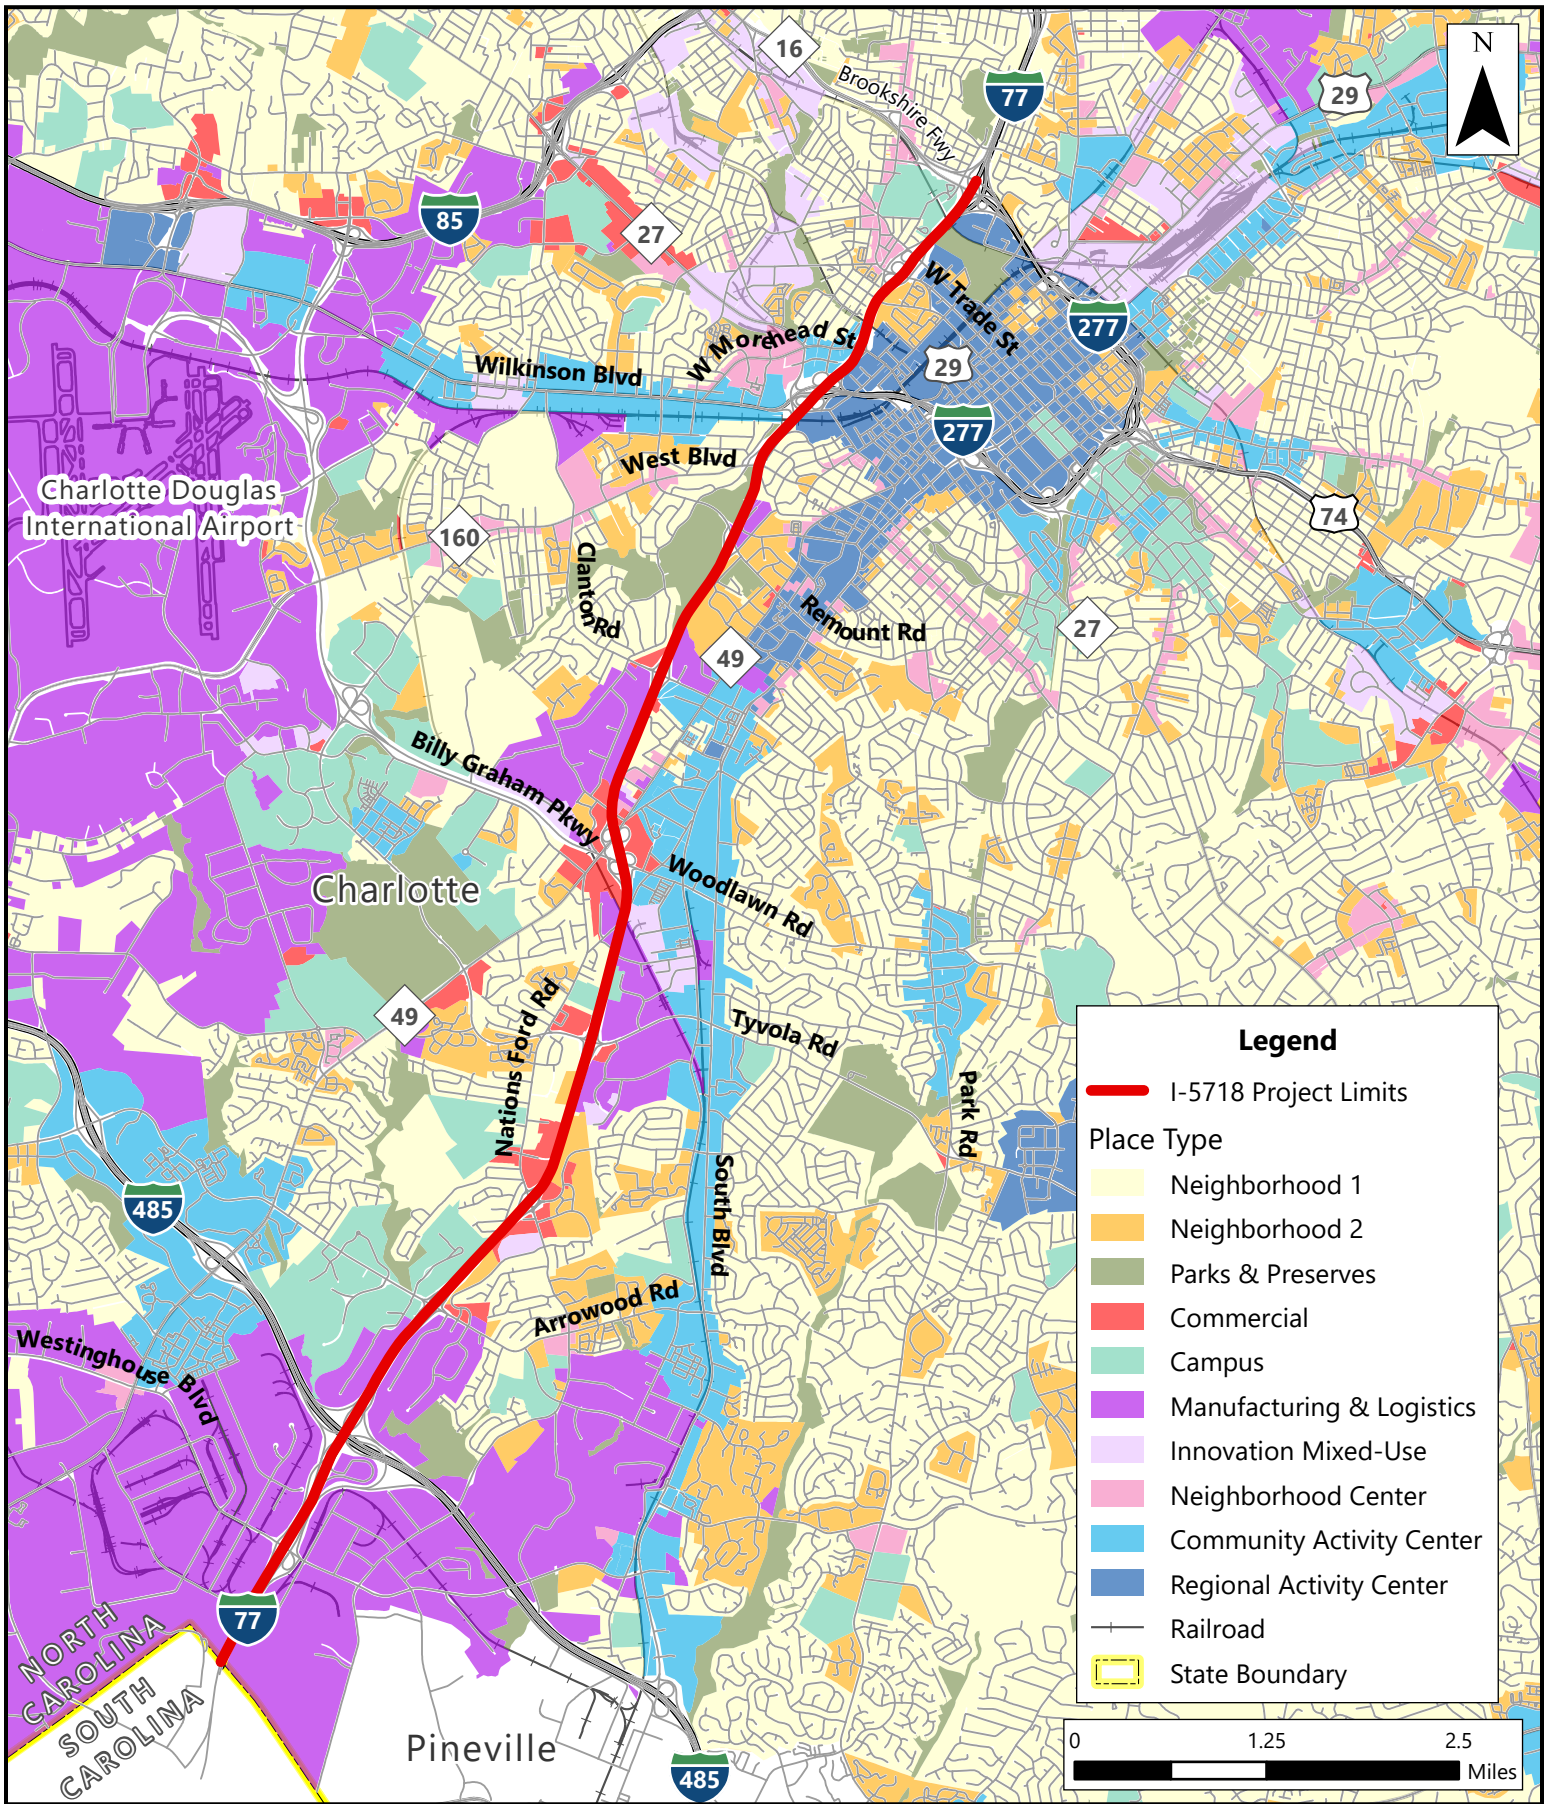 N
16
77
29
Brookshire Fwy
85
27
W Trade St
277
W Morehead St
29
Wilkinson Blvd
277
West Blvd
Charlotte Douglas
International Airport
74
160
Clanton Rd
Remount Rd
27
49
Billy Graham Pkwy
Woodlawn Rd
Charlotte
49
Nations Ford Rd
Tyvola Rd
Park Rd
South Blvd
485
Arrowood Rd
Westinghouse Blvd
77
NORTH
CAROLINA
SOUTH
CAROLINA
Pineville
485
Legend
I-5718 Project Limits
Place Type
Neighborhood 1
Neighborhood 2
Parks & Preserves
Commercial
Campus
Manufacturing & Logistics
Innovation Mixed-Use
Neighborhood Center
Community Activity Center
Regional Activity Center
Railroad
State Boundary
0 1.25 2.5
Miles